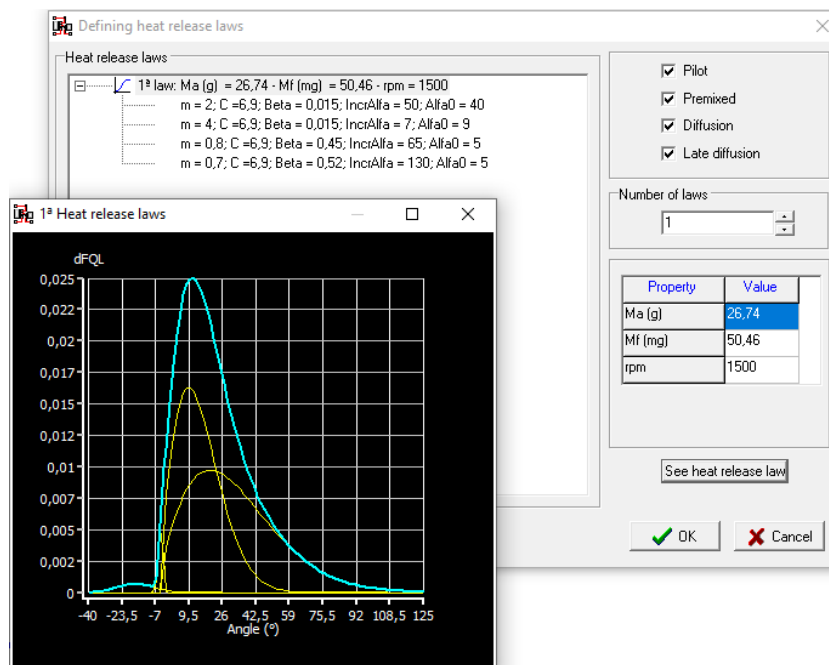 Defining heat release laws
Heat release laws
1ª law: Ma (g) = 26,74 - Mf (mg) = 50,46 - rpm = 1500
m = 2; C =6,9; Beta = 0,015; IncrAlfa = 50; Alfa0 = 40
m = 4; C =6,9; Beta = 0,015; IncrAlfa = 7; Alfa0 = 9
m = 0,8; C =6,9; Beta = 0,45; IncrAlfa = 65; Alfa0 = 5
m = 0,7; C =6,9; Beta = 0,52; IncrAlfa = 130; Alfa0 = 5
Pilot
Premixed
Diffusion
Late diffusion
Number of laws
1
Property Value
Ma (g) 26,74
Mf (mg) 50,46
rpm 1500
See heat release law
OK Cancel
1ª Heat release laws
dFQL
0,025
0,022
0,02
0,017
0,015
0,012
0,01
0,007
0,005
0,002
0
-40 -23,5 -7 9,5 26 42,5 59 75,5 92 108,5 125
Angle (°)